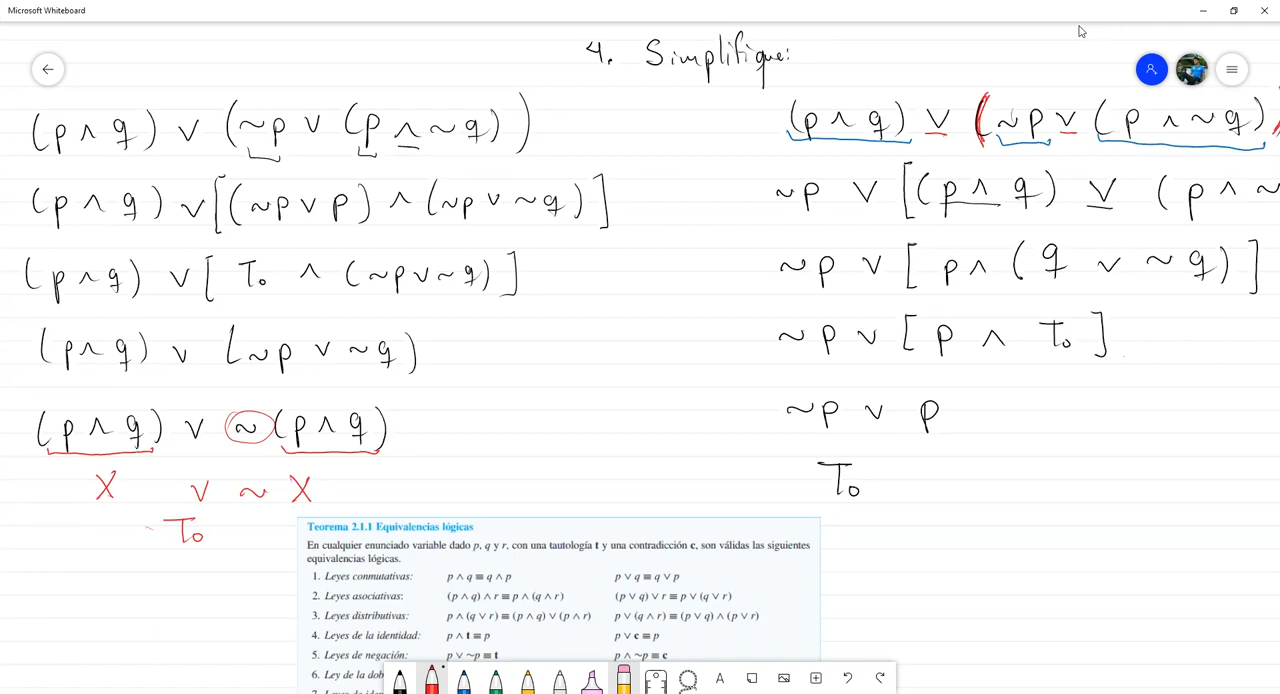 Microsoft Whiteboard
4. Simplifique:
(p ∧ q) ∨ (~p ∨ (p ∧ ~q))
(p ∧ q) ∨ [(~p ∨ p) ∧ (~p ∨ ~q)]
(p ∧ q) ∨ [T₀ ∧ (~p ∨ ~q)]
(p ∧ q) ∨ (~p ∨ ~q)
(p ∧ q) ∨ ~(p ∧ q)
X ∨ ~ X
T₀
(p ∧ q) ∨ (~p ∨ (p ∧ ~q)
~p ∨ [(p ∧ q) ∨ (p ∧ ~
~p ∨ [p ∧ (q ∨ ~q)]
~p ∨ [p ∧ T₀]
~p ∨ p
T₀
Teorema 2.1.1 Equivalencias lógicas
En cualquier enunciado variable dado p, q y r, con una tautología t y una contradicción c, son válidas las siguientes
equivalencias lógicas.
1. Leyes conmutativas: p ∧ q ≡ q ∧ p p ∨ q ≡ q ∨ p
2. Leyes asociativas: (p ∧ q) ∧ r ≡ p ∧ (q ∧ r) (p ∨ q) ∨ r ≡ p ∨ (q ∨ r)
3. Leyes distributivas: p ∧ (q ∨ r) ≡ (p ∧ q) ∨ (p ∧ r) p ∨ (q ∧ r) ≡ (p ∨ q) ∧ (p ∨ r)
4. Leyes de la identidad: p ∧ t ≡ p p ∨ c ≡ p
5. Leyes de negación: p ∨ ~p ≡ t p ∧ ~p ≡ c
6. Ley de la dob